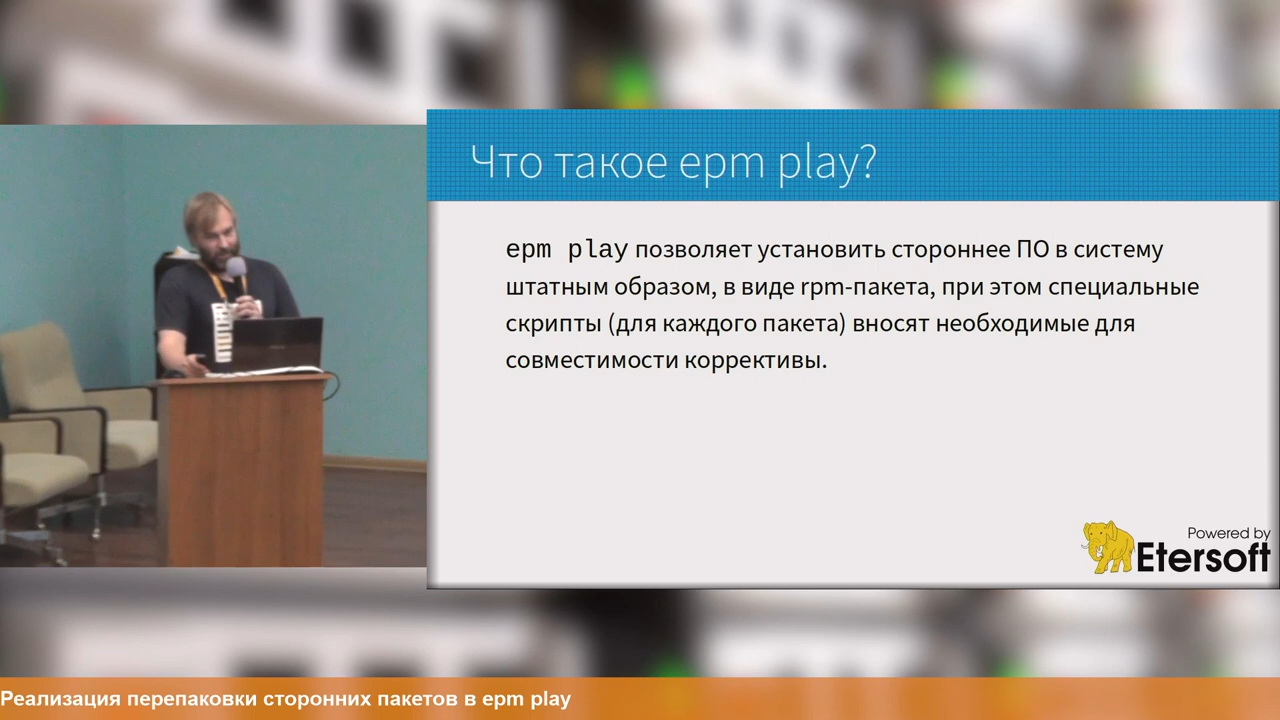 Что такое epm play?
epm play позволяет установить стороннее ПО в систему
штатным образом, в виде rpm-пакета, при этом специальные
скрипты (для каждого пакета) вносят необходимые для
совместимости коррективы.
Powered by
Etersoft
Реализация перепаковки сторонних пакетов в epm play